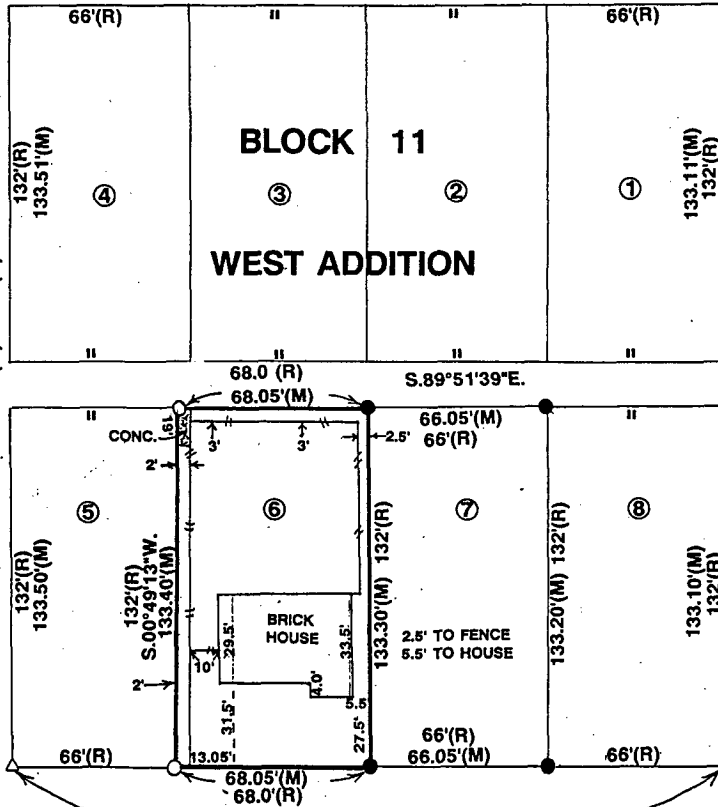 66'(R) " " 66'(R)
BLOCK 11
132'(R)
133.51'(M)
133.11'(M)
132'(R)
④ ③ ② ①
WEST ADDITION
" " " "
68.0 (R)
68.05'(M)
S.89°51'39"E.
" "
66.05'(M)
66'(R)
19'
CONC.
3' 3' 2.5'
2'
⑤ ⑥ ⑦ ⑧
132'(R)
133.50'(M)
132'(R)
S.00°49'13"W.
133.40'(M)
132'(R)
133.30'(M)
132'(R)
133.20'(M)
133.10'(M)
132'(R)
BRICK
HOUSE
29.5'
33.5'
2.5' TO FENCE
5.5' TO HOUSE
10'
2'
4.0'
5.5'
31.5'
27.5'
13.05'
66'(R)
68.05'(M)
68.0'(R)
66'(R)
66.05'(M)
66'(R)